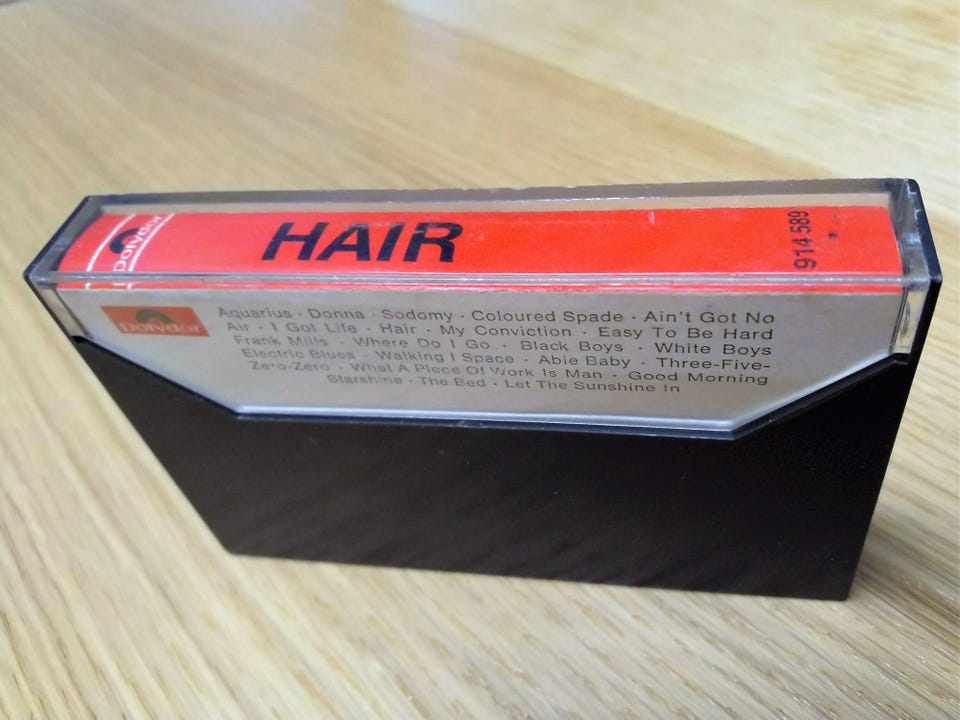 Polydor
HAIR
914 589
*
Polydor
Aquarius · Donna · Sodomy · Coloured Spade · Ain't Got No
Air · I Got Life · Hair · My Conviction · Easy To Be Hard
Frank Mills · Where Do I Go · Black Boys · White Boys
Electric Blues · Walking I Space · Abie Baby · Three-Five-
Zero-Zero · What A Piece Of Work Is Man · Good Morning
Starshine · The Bed · Let The Sunshine In